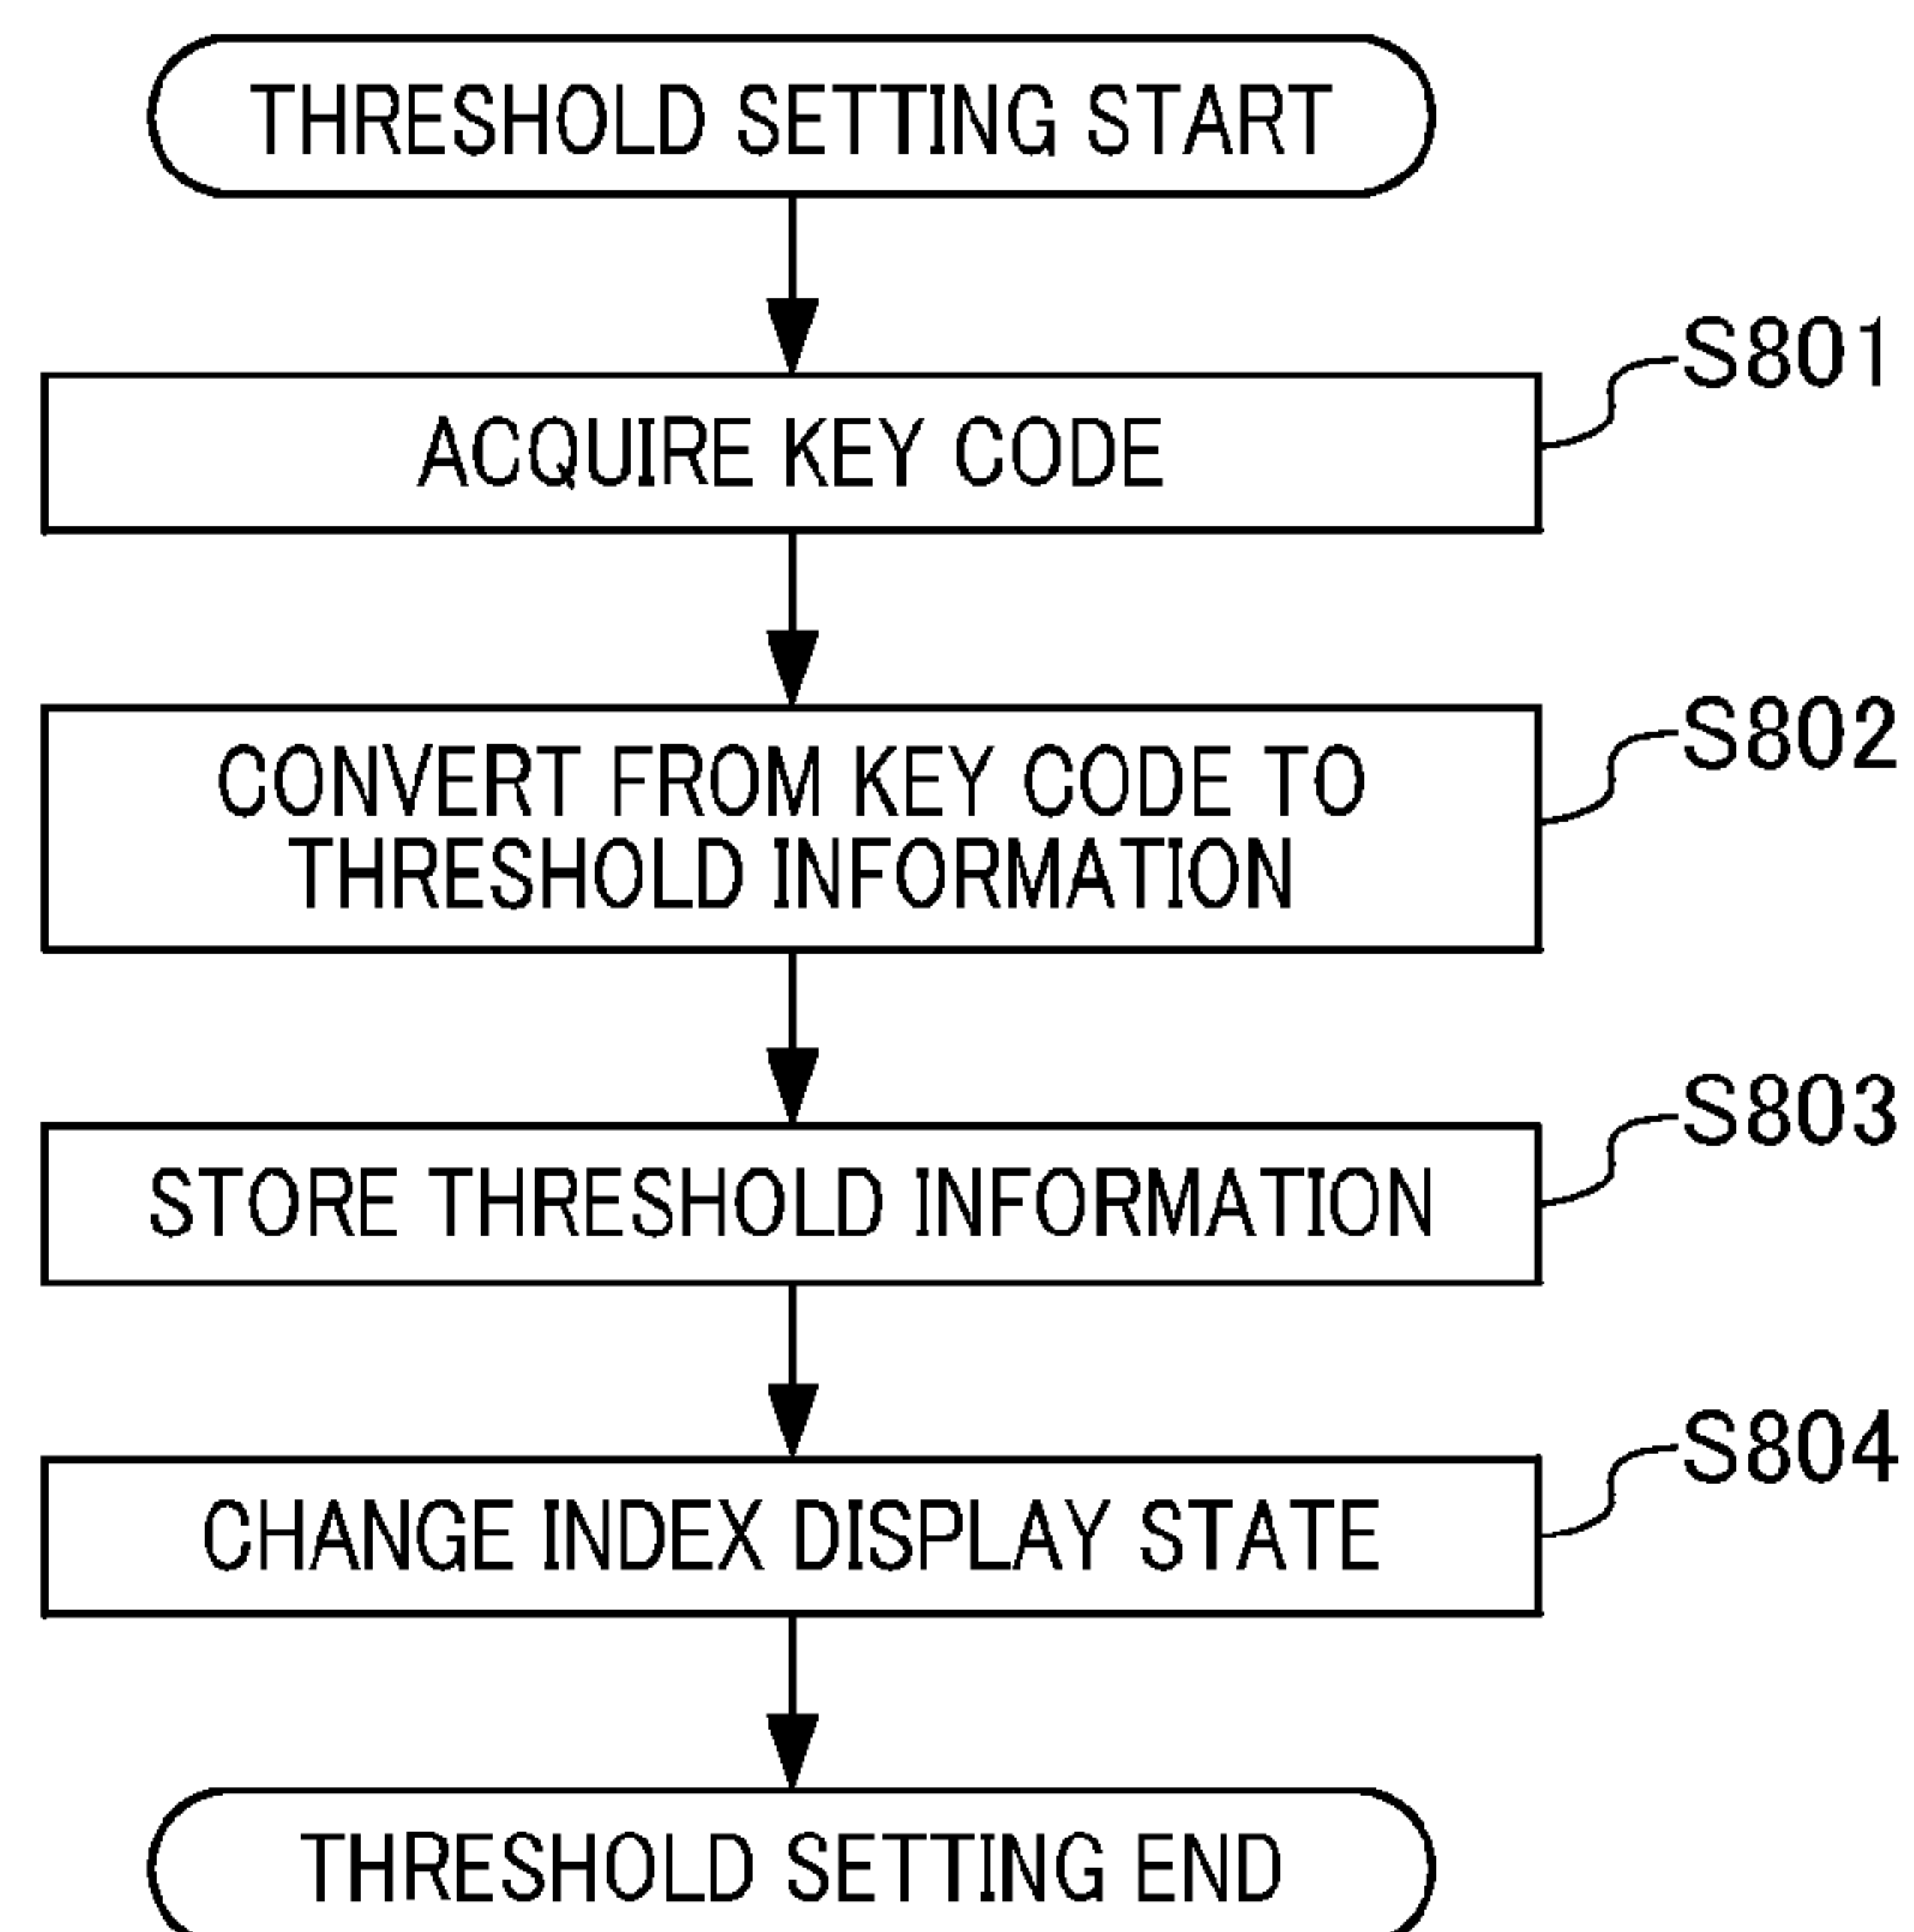 THRESHOLD SETTING START
S801
ACQUIRE KEY CODE
S802
CONVERT FROM KEY CODE TO
THRESHOLD INFORMATION
S803
STORE THRESHOLD INFORMATION
S804
CHANGE INDEX DISPLAY STATE
THRESHOLD SETTING END